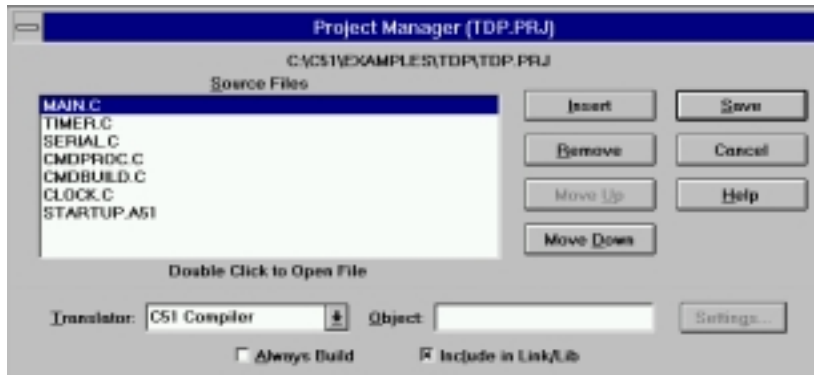 Project Manager (TDP.PRJ)
C:\C51\EXAMPLES\TDP\TDP.PRJ
Source Files
MAIN.C
TIMER.C
SERIAL.C
CMDPROC.C
CMDBUILD.C
CLOCK.C
STARTUP.A51
Insert
Save
Remove
Cancel
Move Up
Help
Move Down
Double Click to Open File
Translator: C51 Compiler
Object:
Settings...
Always Build
Include in Link/Lib